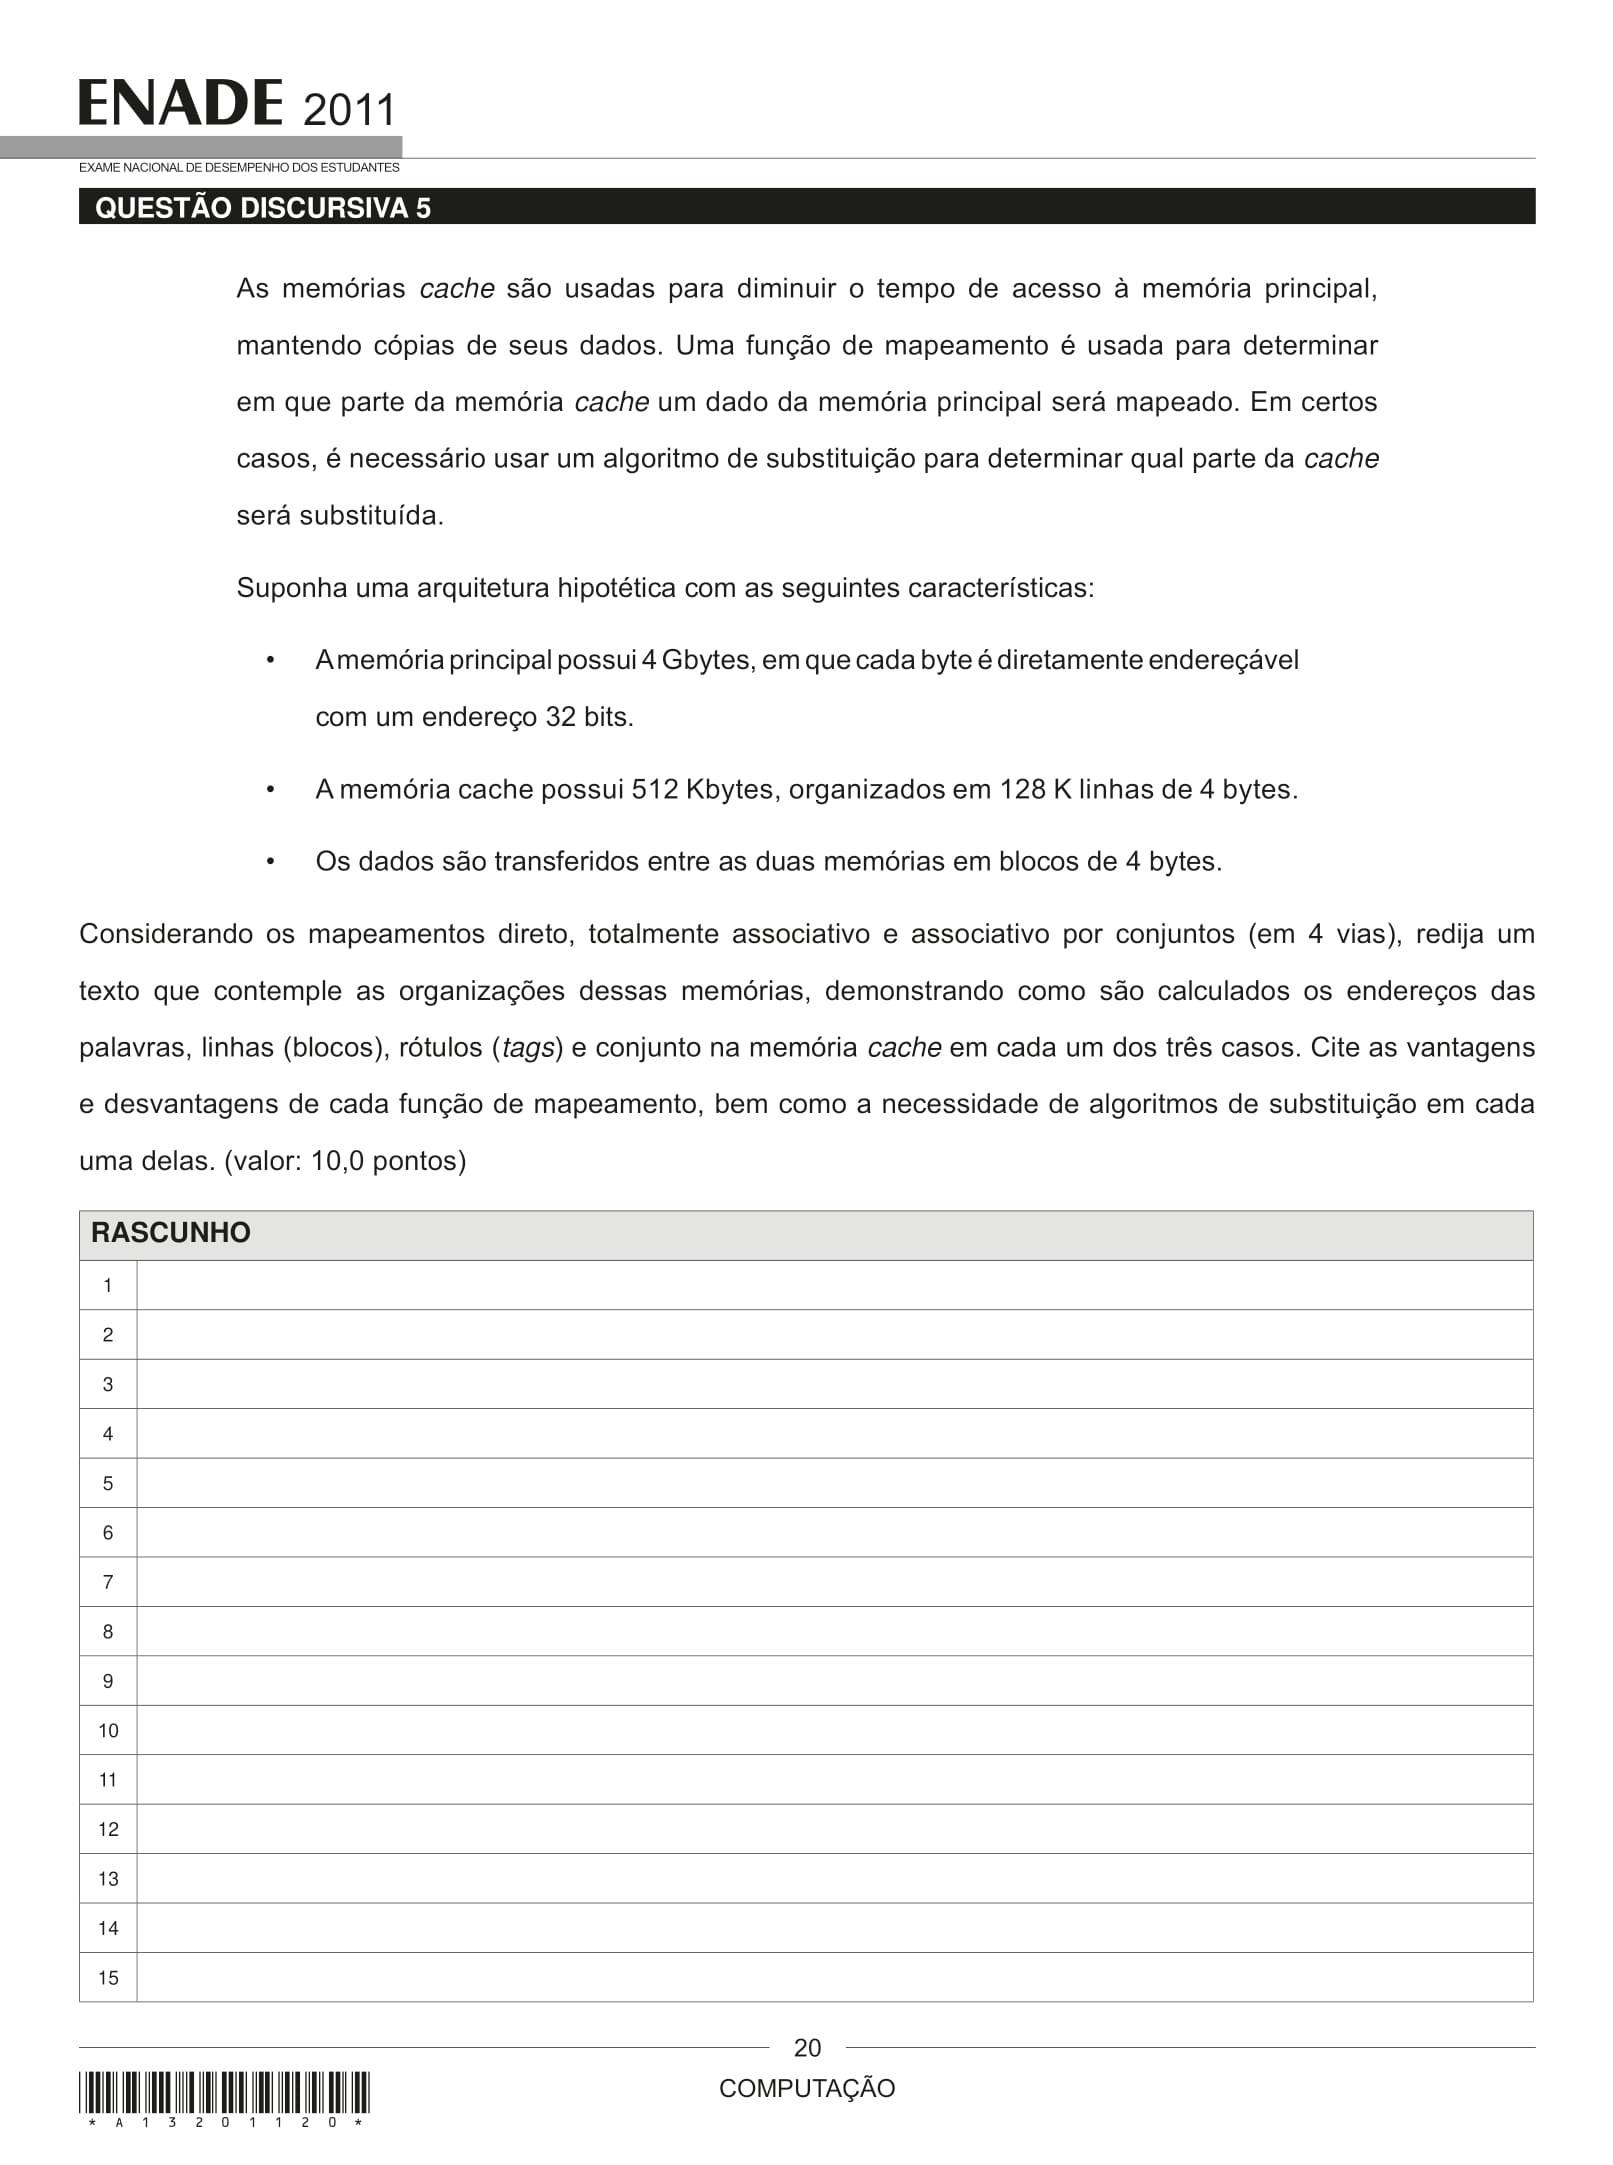 ENADE 2011
EXAME NACIONAL DE DESEMPENHO DOS ESTUDANTES
QUESTÃO DISCURSIVA 5
As memórias cache são usadas para diminuir o tempo de acesso à memória principal,
mantendo cópias de seus dados. Uma função de mapeamento é usada para determinar
em que parte da memória cache um dado da memória principal será mapeado. Em certos
casos, é necessário usar um algoritmo de substituição para determinar qual parte da cache
será substituída.
Suponha uma arquitetura hipotética com as seguintes características:
• A memória principal possui 4 Gbytes, em que cada byte é diretamente endereçável
com um endereço 32 bits.
• A memória cache possui 512 Kbytes, organizados em 128 K linhas de 4 bytes.
• Os dados são transferidos entre as duas memórias em blocos de 4 bytes.
Considerando os mapeamentos direto, totalmente associativo e associativo por conjuntos (em 4 vias), redija um
texto que contemple as organizações dessas memórias, demonstrando como são calculados os endereços das
palavras, linhas (blocos), rótulos (tags) e conjunto na memória cache em cada um dos três casos. Cite as vantagens
e desvantagens de cada função de mapeamento, bem como a necessidade de algoritmos de substituição em cada
uma delas. (valor: 10,0 pontos)
RASCUNHO
1
2
3
4
5
6
7
8
9
10
11
12
13
14
15
20
COMPUTAÇÃO
* A 1 3 2 0 1 1 2 0 *